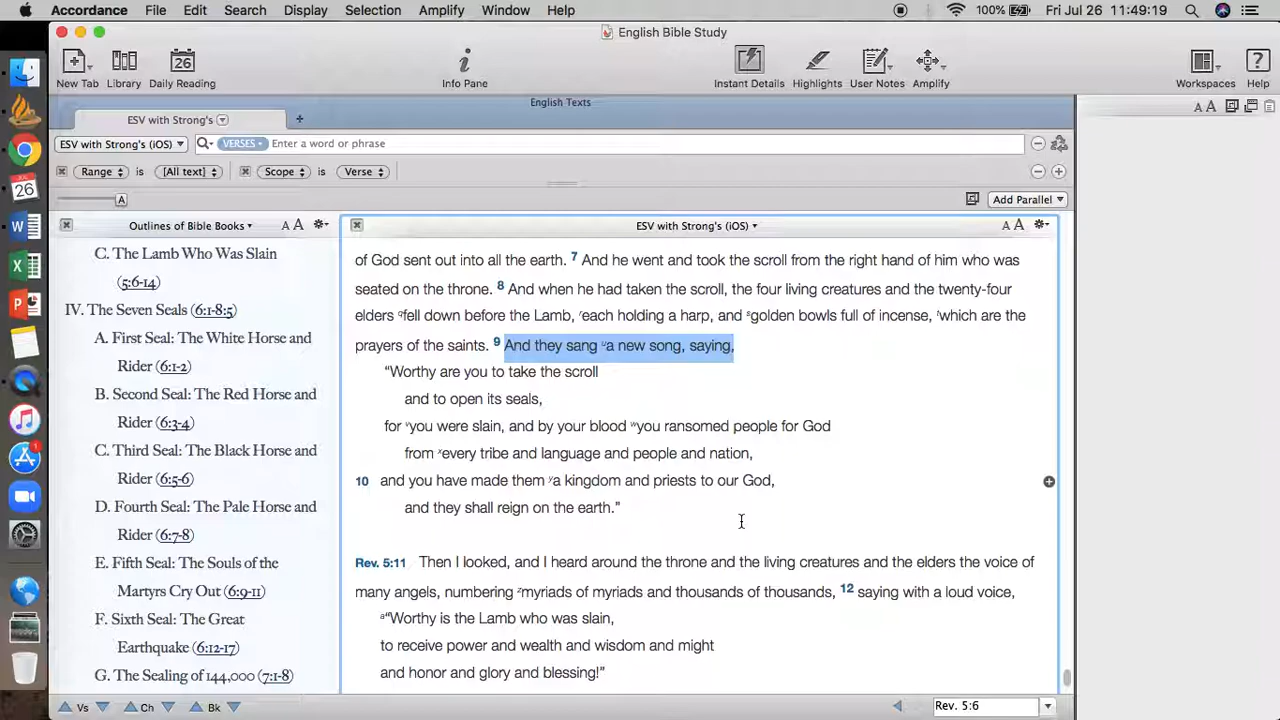 Accordance File Edit Search Display Selection Amplify Window Help 100% Fri Jul 26 11:49:19
English Bible Study
26
New Tab Library Daily Reading Info Pane Instant Details Highlights User Notes Amplify Workspaces Help
English Texts
ESV with Strong's
ESV with Strong's (iOS) VERSES Enter a word or phrase
Range is [All text] Scope is Verse
A Add Parallel
Outlines of Bible Books A A
C. The Lamb Who Was Slain
(5:6-14)
IV. The Seven Seals (6:1-8:5)
A. First Seal: The White Horse and
Rider (6:1-2)
B. Second Seal: The Red Horse and
Rider (6:3-4)
C. Third Seal: The Black Horse and
Rider (6:5-6)
D. Fourth Seal: The Pale Horse and
Rider (6:7-8)
E. Fifth Seal: The Souls of the
Martyrs Cry Out (6:9-11)
F. Sixth Seal: The Great
Earthquake (6:12-17)
G. The Sealing of 144,000 (7:1-8)
ESV with Strong's (iOS) A A
of God sent out into all the earth. 7 And he went and took the scroll from the right hand of him who was
seated on the throne. 8 And when he had taken the scroll, the four living creatures and the twenty-four
elders qfell down before the Lamb, reach holding a harp, and sgolden bowls full of incense, twhich are the
prayers of the saints. 9 And they sang ua new song, saying,
“Worthy are you to take the scroll
and to open its seals,
for vyou were slain, and by your blood wyou ransomed people for God
from xevery tribe and language and people and nation,
10 and you have made them ya kingdom and priests to our God,
and they shall reign on the earth.”
Rev. 5:11 Then I looked, and I heard around the throne and the living creatures and the elders the voice of
many angels, numbering zmyriads of myriads and thousands of thousands, 12 saying with a loud voice,
a“Worthy is the Lamb who was slain,
to receive power and wealth and wisdom and might
and honor and glory and blessing!”
A A
Vs Ch Bk Rev. 5:6